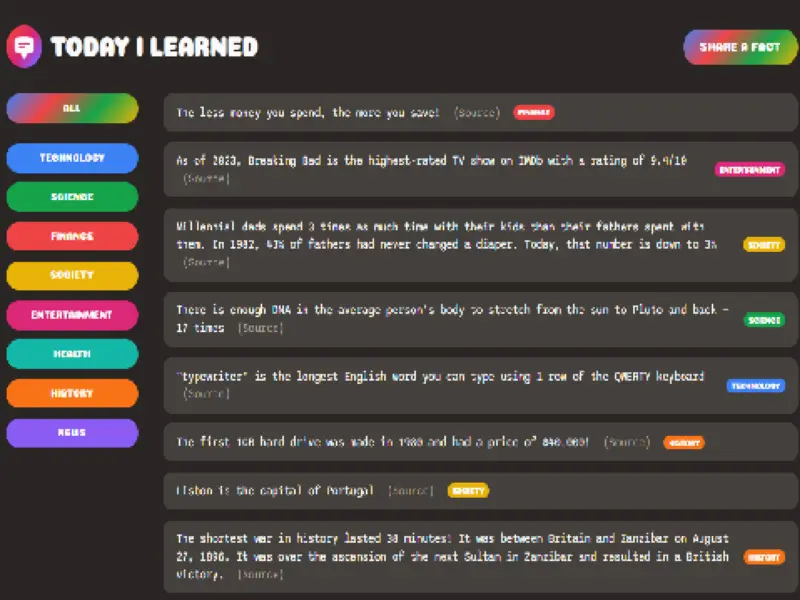 TODAY I LEARNED
SHARE A FACT
ALL
TECHNOLOGY
SCIENCE
FINANCE
SOCIETY
ENTERTAINMENT
HEALTH
HISTORY
NEWS
The less money you spend, the more you save! (Source) FINANCE
As of 2023, Breaking Bad is the highest-rated TV show on IMDb with a rating of 9.4/10
(Source)
ENTERTAINMENT
Millennial dads spend 3 times as much time with their kids than their fathers spent with
them. In 1982, 43% of fathers had never changed a diaper. Today, that number is down to 3%
(Source)
SOCIETY
There is enough DNA in the average person's body to stretch from the sun to Pluto and back -
17 times (Source)
SCIENCE
"typewriter" is the longest English word you can type using 1 row of the QWERTY keyboard
(Source)
TECHNOLOGY
The first 1GB hard drive was made in 1980 and had a price of $40.000! (Source) HISTORY
Lisbon is the capital of Portugal (Source) SOCIETY
The shortest war in history lasted 38 minutes! It was between Britain and Zanzibar on August
27, 1896. It was over the ascension of the next Sultan in Zanzibar and resulted in a British
victory. (Source)
HISTORY